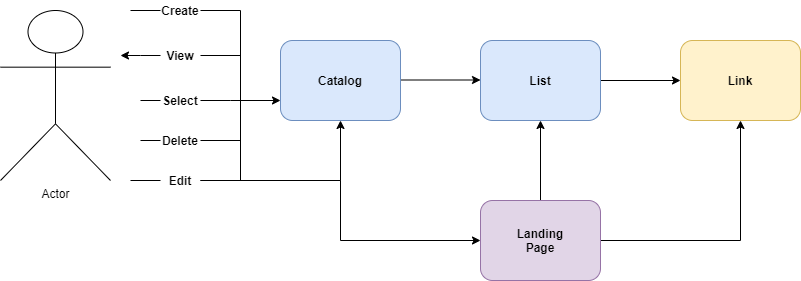 Create
View
Select
Delete
Edit
Actor
Catalog
List
Link
Landing
Page